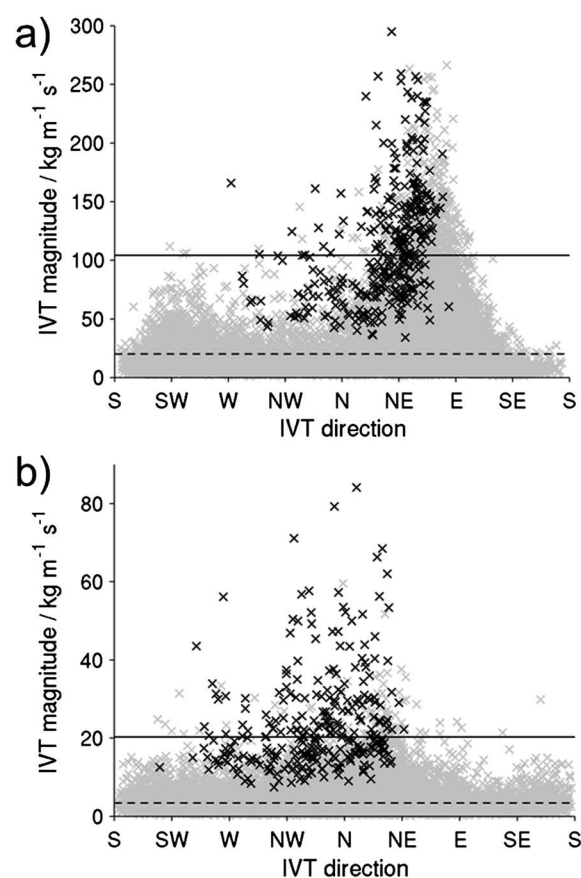 a)
IVT magnitude / kg m⁻¹ s⁻¹
300
250
200
150
100
50
0
S SW W NW N NE E SE S
IVT direction
b)
IVT magnitude / kg m⁻¹ s⁻¹
80
60
40
20
0
S SW W NW N NE E SE S
IVT direction